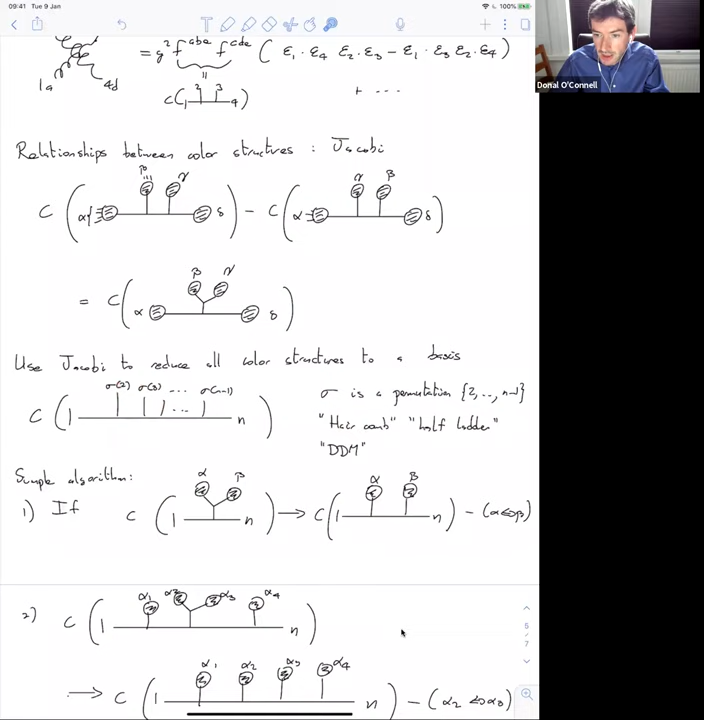 09:41 Tue 9 Jan
100%
Donal O'Connell
= g² f^abe f^cde ( ε₁ · ε₄ ε₂ · ε₃ − ε₁ · ε₃ ε₂ · ε₄ )
1a 4d
c(1 2 3 4) + ...
Relationships between color structures : Jacobi
β γ γ β
C ( α δ ) − C ( α δ )
β γ
= C ( α δ )
Use Jacobi to reduce all color structures to a basis
σ(2) σ(3) ... σ(n-1) σ is a permutation {2,..,n-1}
C ( 1 ... n ) "Hair comb" "half ladder"
"DDM"
Simple algorithm:
α β α β
1) If C ( 1 n ) → C ( 1 n ) − (α↔β)
α₁ α₂ α₃ α₄
2) C ( 1 n )
α₁ α₂ α₃ α₄
→ C ( 1 n ) − (α₂ ↔ α₃)
5
/
7